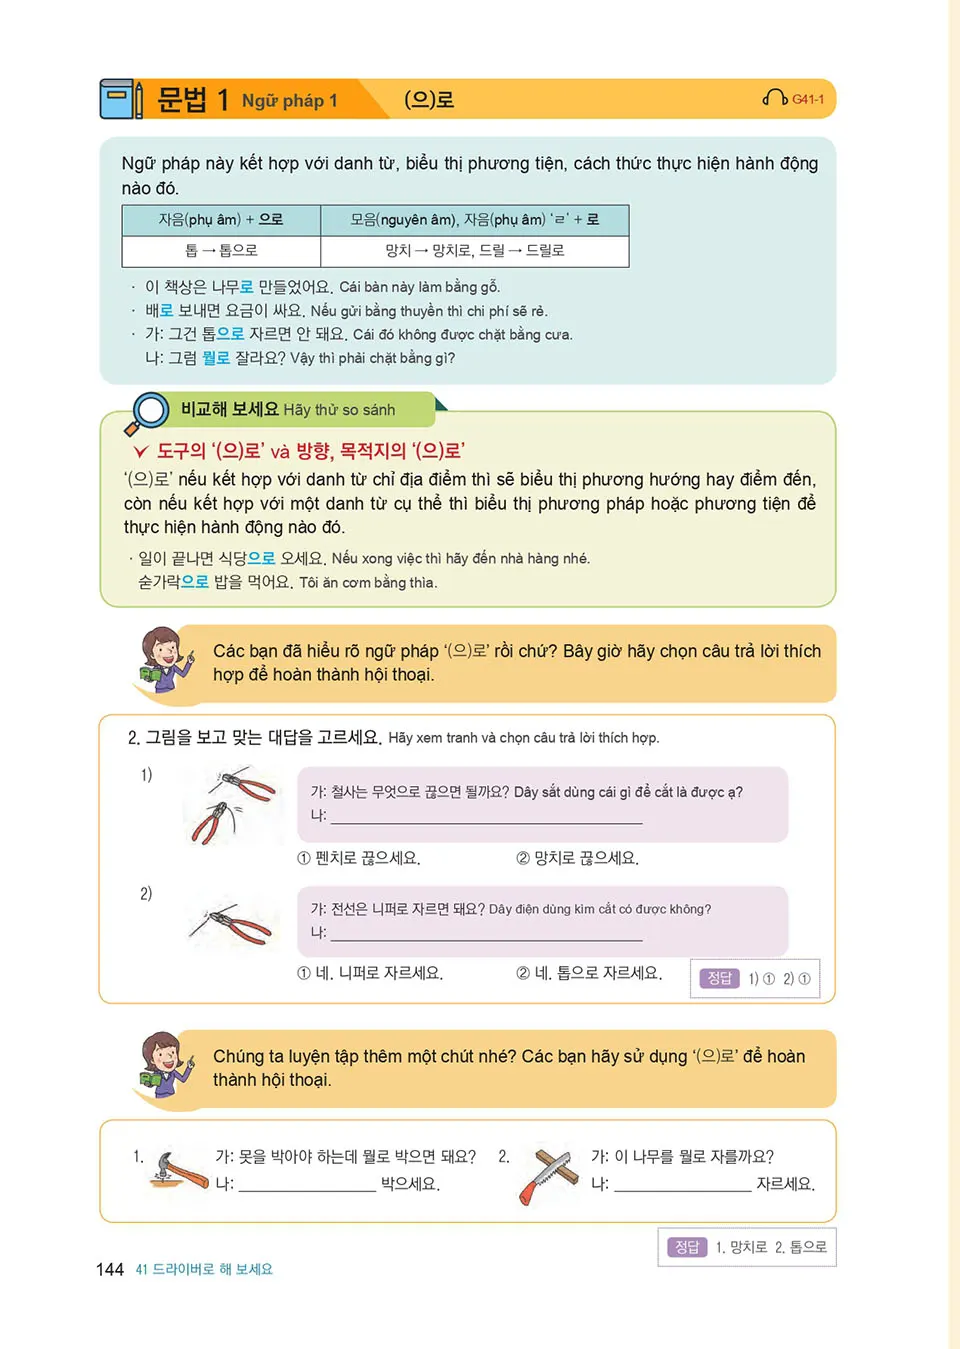 문법 1 Ngữ pháp 1 (으)로 G41-1
Ngữ pháp này kết hợp với danh từ, biểu thị phương tiện, cách thức thực hiện hành động
nào đó.
자음(phụ âm) + 으로 모음(nguyên âm), 자음(phụ âm) ‘ㄹ‘ + 로
톱 → 톱으로 망치 → 망치로, 드릴 → 드릴로
· 이 책상은 나무로 만들었어요. Cái bàn này làm bằng gỗ.
· 배로 보내면 요금이 싸요. Nếu gửi bằng thuyền thì chi phí sẽ rẻ.
· 가: 그건 톱으로 자르면 안 돼요. Cái đó không được chặt bằng cưa.
나: 그럼 뭘로 잘라요? Vậy thì phải chặt bằng gì?
비교해 보세요 Hãy thử so sánh
도구의 ‘(으)로’ và 방향, 목적지의 ‘(으)로’
‘(으)로’ nếu kết hợp với danh từ chỉ địa điểm thì sẽ biểu thị phương hướng hay điểm đến,
còn nếu kết hợp với một danh từ cụ thể thì biểu thị phương pháp hoặc phương tiện để
thực hiện hành động nào đó.
· 일이 끝나면 식당으로 오세요. Nếu xong việc thì hãy đến nhà hàng nhé.
숟가락으로 밥을 먹어요. Tôi ăn cơm bằng thìa.
Các bạn đã hiểu rõ ngữ pháp ‘(으)로’ rồi chứ? Bây giờ hãy chọn câu trả lời thích
hợp để hoàn thành hội thoại.
2. 그림을 보고 맞는 대답을 고르세요. Hãy xem tranh và chọn câu trả lời thích hợp.
1)
가: 철사는 무엇으로 끊으면 될까요? Dây sắt dùng cái gì để cắt là được ạ?
나: ______________________________
① 펜치로 끊으세요. ② 망치로 끊으세요.
2)
가: 전선은 니퍼로 자르면 돼요? Dây điện dùng kìm cắt có được không?
나: ______________________________
① 네. 니퍼로 자르세요. ② 네. 톱으로 자르세요.
정답 1) ① 2) ①
Chúng ta luyện tập thêm một chút nhé? Các bạn hãy sử dụng ‘(으)로’ để hoàn
thành hội thoại.
1. 가: 못을 박아야 하는데 뭘로 박으면 돼요?
나: ______________ 박으세요.
2. 가: 이 나무를 뭘로 자를까요?
나: ______________ 자르세요.
정답 1. 망치로 2. 톱으로
144 41 드라이버로 해 보세요